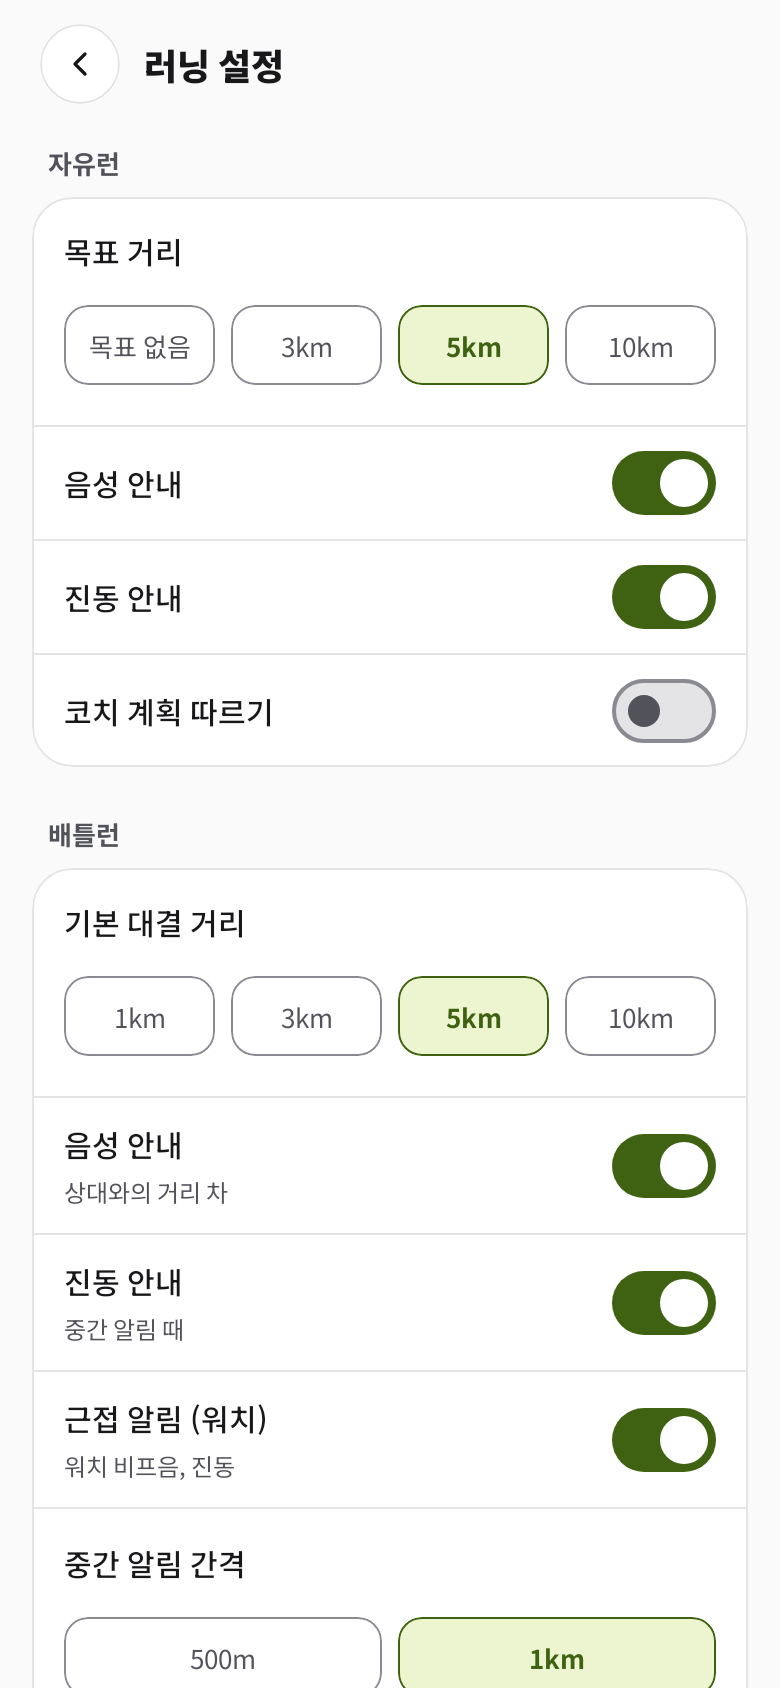 러닝 설정
자유런
목표 거리
목표 없음 3km 5km 10km
음성 안내
진동 안내
코치 계획 따르기
배틀런
기본 대결 거리
1km 3km 5km 10km
음성 안내
상대와의 거리 차
진동 안내
중간 알림 때
근접 알림 (워치)
워치 비프음, 진동
중간 알림 간격
500m 1km